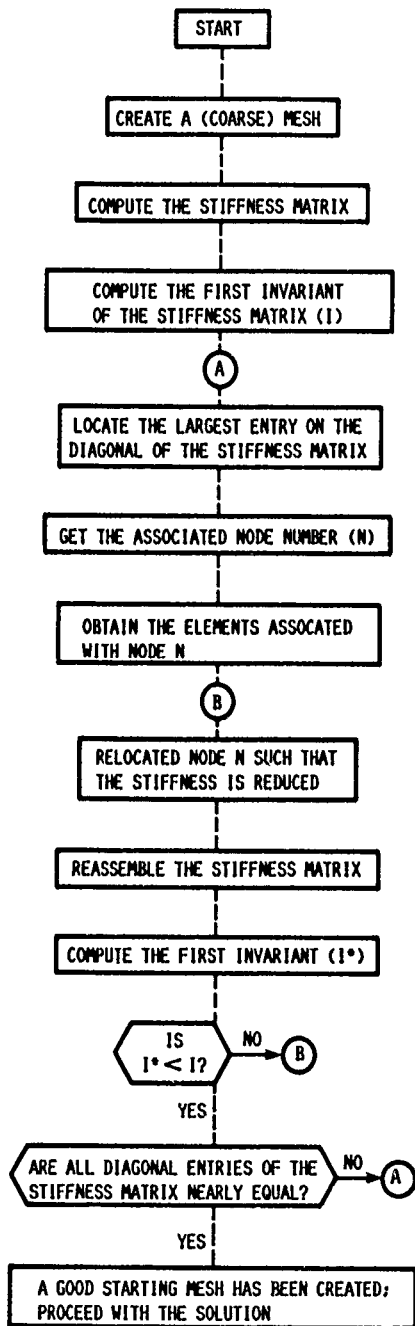 START
CREATE A (COARSE) MESH
COMPUTE THE STIFFNESS MATRIX
COMPUTE THE FIRST INVARIANT
OF THE STIFFNESS MATRIX (I)
A
LOCATE THE LARGEST ENTRY ON THE
DIAGONAL OF THE STIFFNESS MATRIX
GET THE ASSOCIATED NODE NUMBER (N)
OBTAIN THE ELEMENTS ASSOCATED
WITH NODE N
B
RELOCATED NODE N SUCH THAT
THE STIFFNESS IS REDUCED
REASSEMBLE THE STIFFNESS MATRIX
COMPUTE THE FIRST INVARIANT (I*)
IS
I* < I?
NO
B
YES
ARE ALL DIAGONAL ENTRIES OF THE
STIFFNESS MATRIX NEARLY EQUAL?
NO
A
YES
A GOOD STARTING MESH HAS BEEN CREATED;
PROCEED WITH THE SOLUTION